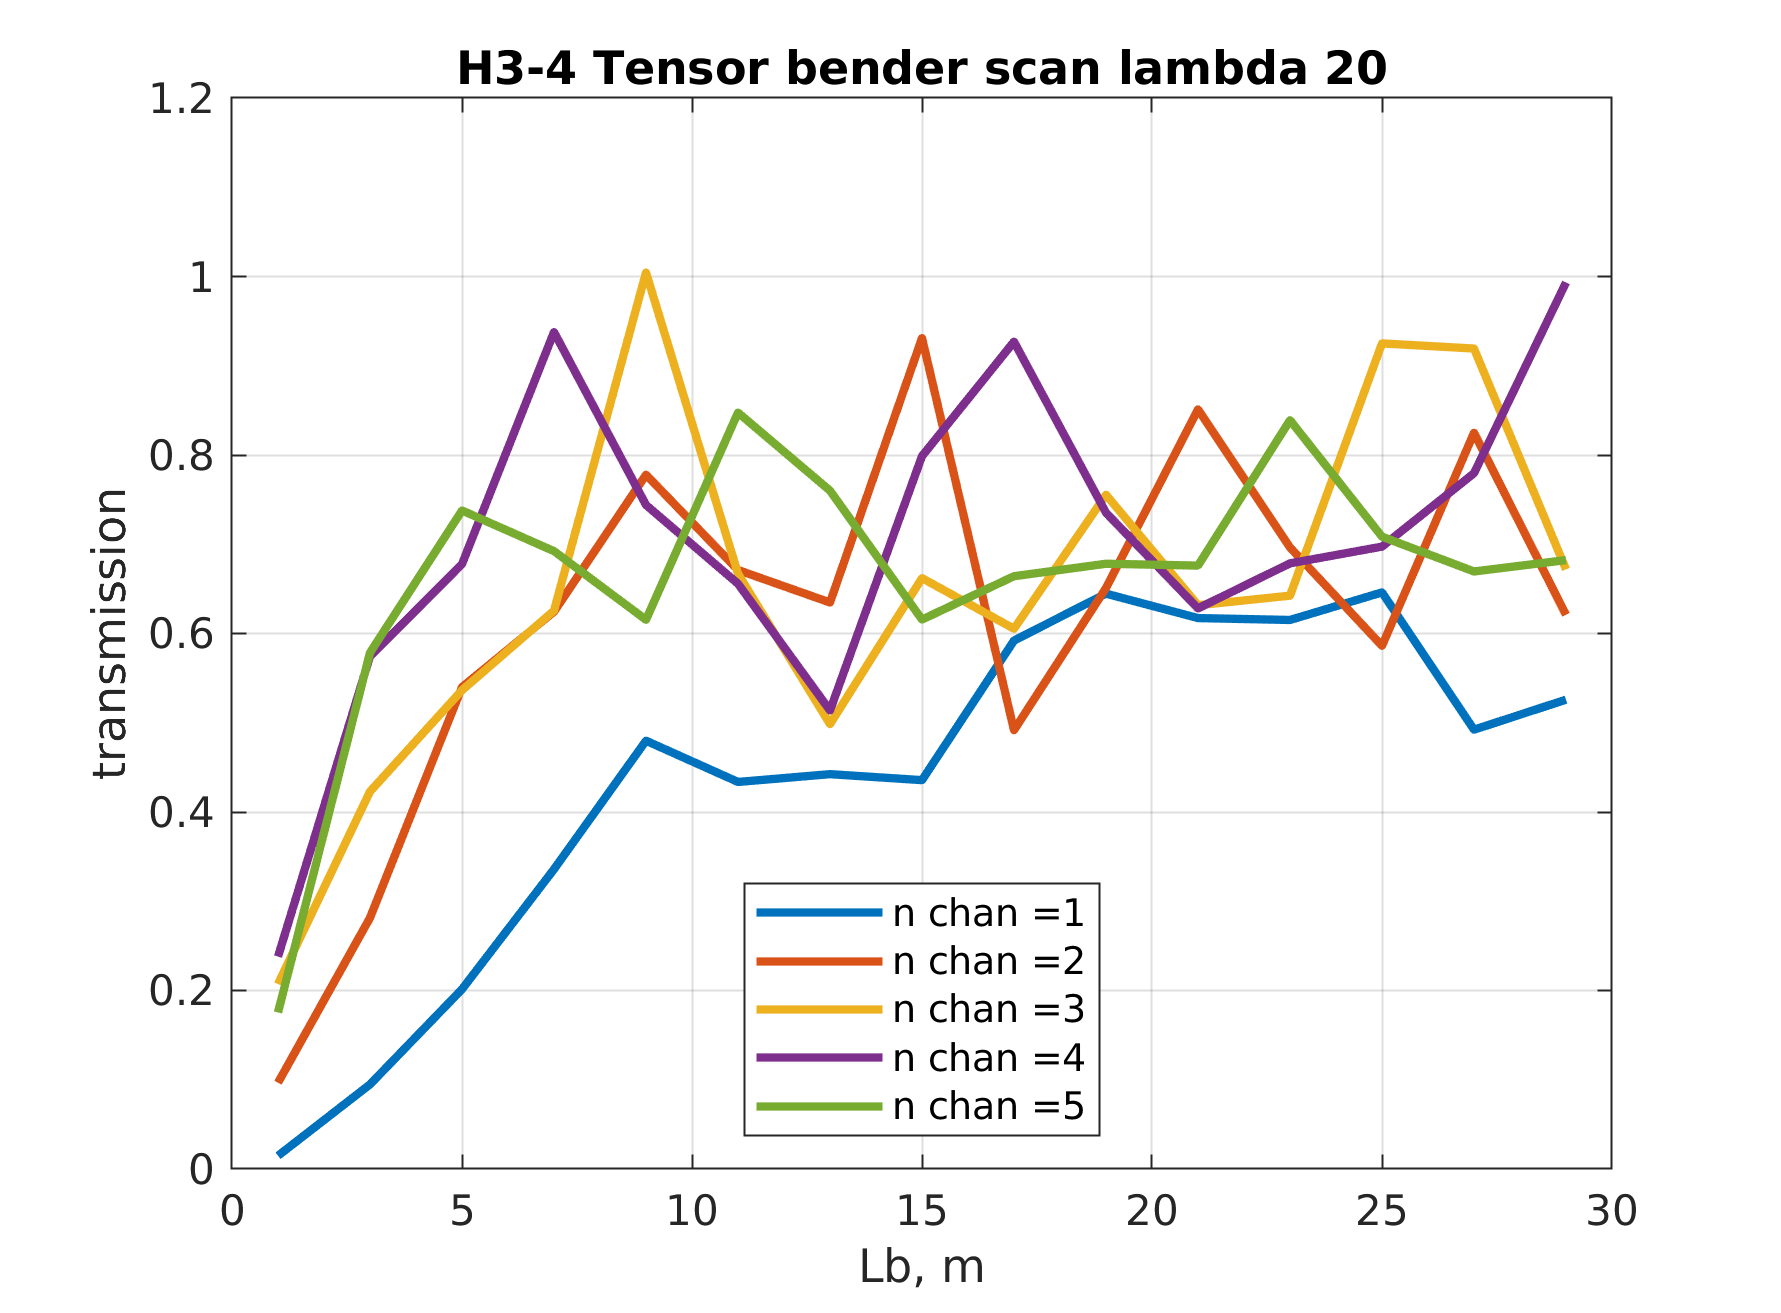 H3-4 Tensor bender scan lambda 20
1.2
1
0.8
0.6
0.4
0.2
0
transmission
n chan =1
n chan =2
n chan =3
n chan =4
n chan =5
0 5 10 15 20 25 30
Lb, m